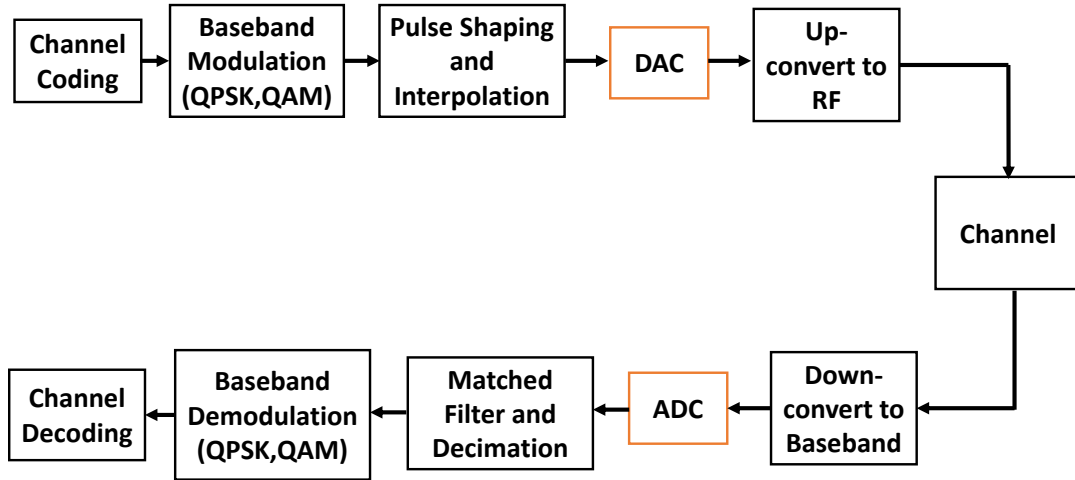 Channel
Coding
Baseband
Modulation
(QPSK,QAM)
Pulse Shaping
and
Interpolation
DAC
Up-
convert to
RF
Channel
Down-
convert to
Baseband
ADC
Matched
Filter and
Decimation
Baseband
Demodulation
(QPSK,QAM)
Channel
Decoding